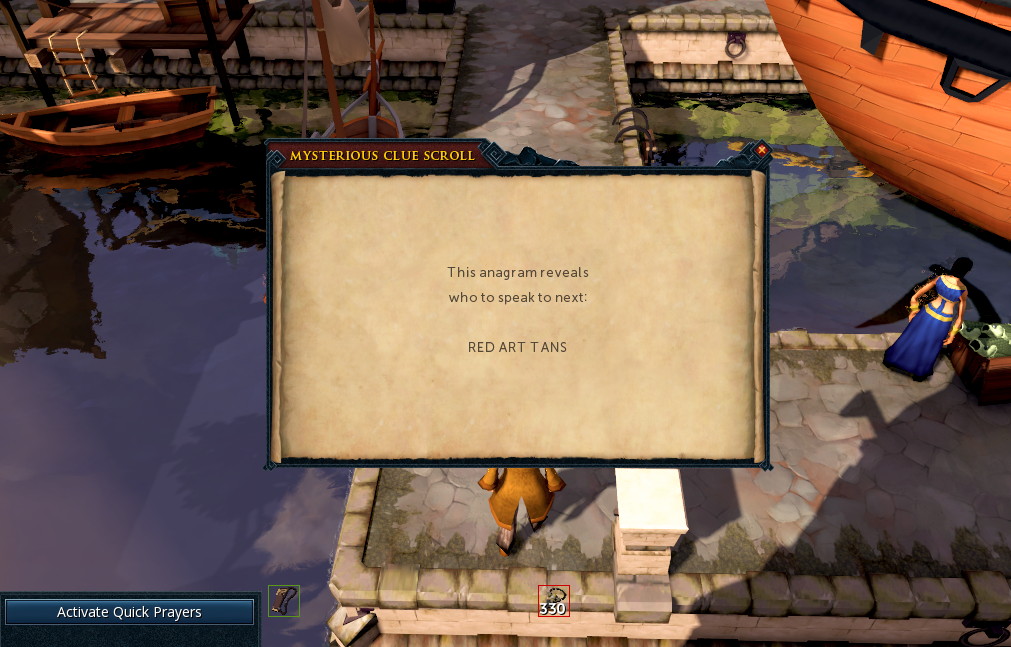 MYSTERIOUS CLUE SCROLL
This anagram reveals
who to speak to next:
RED ART TANS
330
Activate Quick Prayers